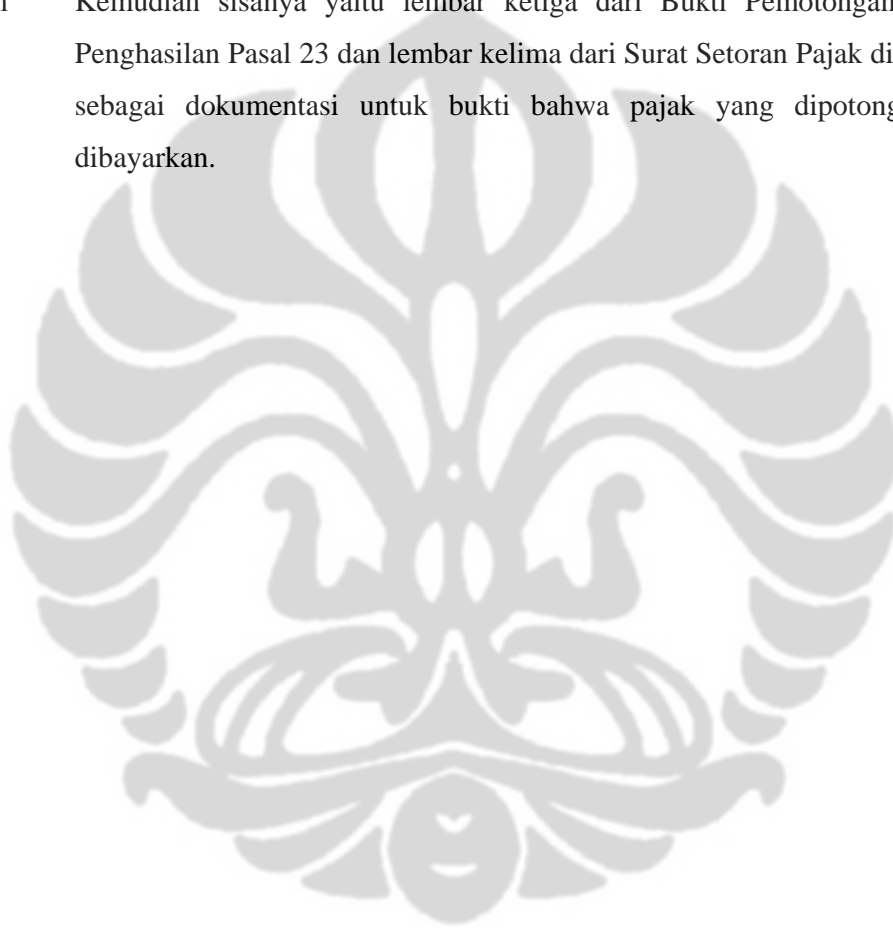 Kemudian sisanya yaitu lembar ketiga dari Bukti Pemotongan
Penghasilan Pasal 23 dan lembar kelima dari Surat Setoran Pajak
sebagai dokumentasi untuk bukti bahwa pajak yang dipotong
dibayarkan.